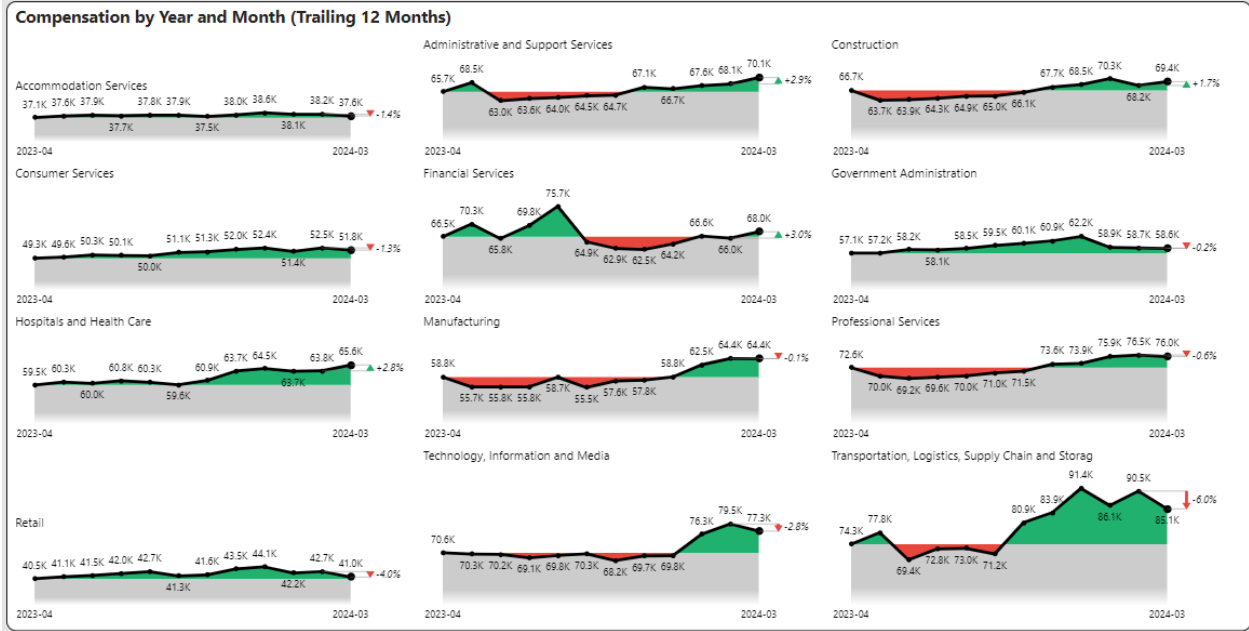 Compensation by Year and Month (Trailing 12 Months)
Accommodation Services
37.1K 37.6K 37.9K 37.8K 37.9K 38.0K 38.6K 38.2K 37.6K
-1.4%
37.7K 37.5K 38.1K
2023-04 2024-03
Administrative and Support Services
65.7K 68.5K 67.1K 67.6K 68.1K 70.1K
+2.9%
63.0K 63.6K 64.0K 64.5K 64.7K 66.7K
2023-04 2024-03
Construction
66.7K 67.7K 68.5K 70.3K 69.4K
+1.7%
63.7K 63.9K 64.3K 64.9K 65.0K 66.1K 68.2K
2023-04 2024-03
Consumer Services
49.3K 49.6K 50.3K 50.1K 51.1K 51.3K 52.0K 52.4K 52.5K 51.8K
-1.3%
50.0K 51.4K
2023-04 2024-03
Financial Services
66.5K 70.3K 69.8K 75.7K 66.6K 68.0K
+3.0%
65.8K 64.9K 62.9K 62.5K 64.2K 66.0K
2023-04 2024-03
Government Administration
57.1K 57.2K 58.2K 58.5K 59.5K 60.1K 60.9K 62.2K 58.9K 58.7K 58.6K
-0.2%
58.1K
2023-04 2024-03
Hospitals and Health Care
59.5K 60.3K 60.8K 60.3K 60.9K 63.7K 64.5K 63.8K 65.6K
+2.8%
60.0K 59.6K 63.7K
2023-04 2024-03
Manufacturing
58.8K 58.8K 62.5K 64.4K 64.4K
-0.1%
55.7K 55.8K 55.8K 58.7K 55.5K 57.6K 57.8K
2023-04 2024-03
Professional Services
72.6K 73.6K 73.9K 75.9K 76.5K 76.0K
-0.6%
70.0K 69.2K 69.6K 70.0K 71.0K 71.5K
2023-04 2024-03
Retail
40.5K 41.1K 41.5K 42.0K 42.7K 41.6K 43.5K 44.1K 42.7K 41.0K
-4.0%
41.3K 42.2K
2023-04 2024-03
Technology, Information and Media
70.6K 76.3K 79.5K 77.3K
-2.8%
70.3K 70.2K 69.1K 69.8K 70.3K 68.2K 69.7K 69.8K
2023-04 2024-03
Transportation, Logistics, Supply Chain and Storag
74.3K 77.8K 80.9K 83.9K 91.4K 90.5K
-6.0%
69.4K 72.8K 73.0K 71.2K 86.1K 85.1K
2023-04 2024-03